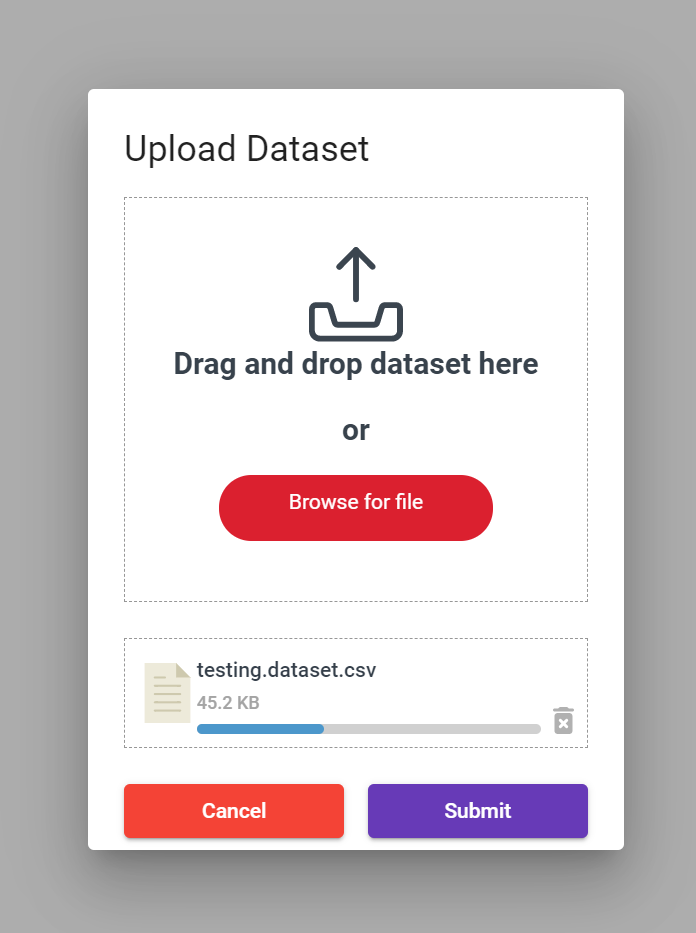 Upload Dataset
Drag and drop dataset here
or
Browse for file
testing.dataset.csv
45.2 KB
Cancel
Submit